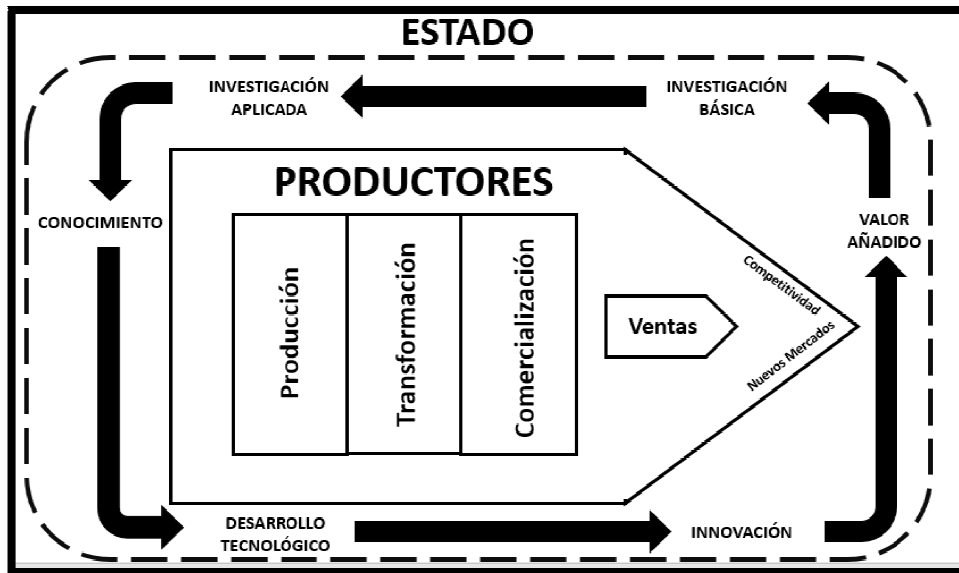 ESTADO
INVESTIGACIÓN
APLICADA
INVESTIGACIÓN
BÁSICA
CONOCIMIENTO
PRODUCTORES
Producción
Transformación
Comercialización
Ventas
Competitividad
Nuevos Mercados
VALOR
AÑADIDO
DESARROLLO
TECNOLÓGICO
INNOVACIÓN